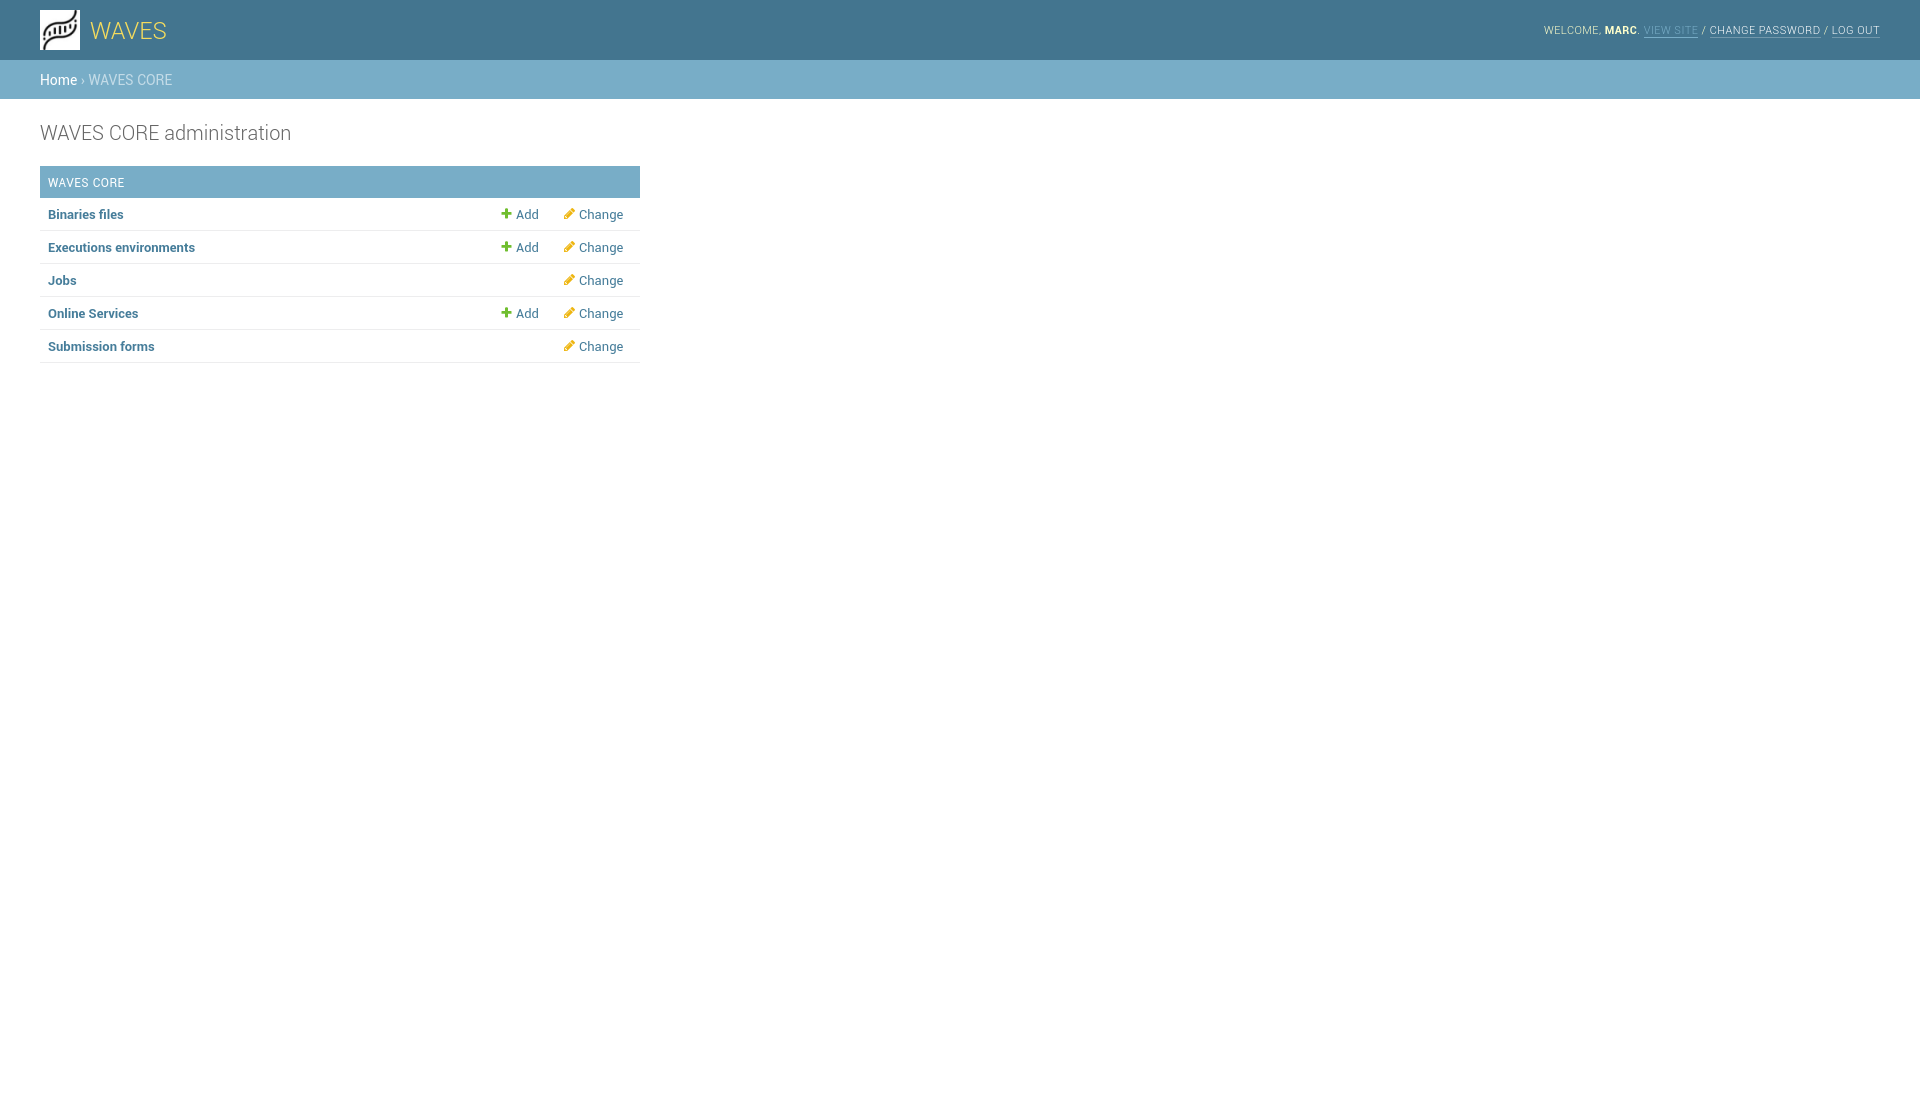 WAVES
WELCOME, MARC. VIEW SITE / CHANGE PASSWORD / LOG OUT
Home › WAVES CORE
WAVES CORE administration
WAVES CORE
Binaries files Add Change
Executions environments Add Change
Jobs Change
Online Services Add Change
Submission forms Change